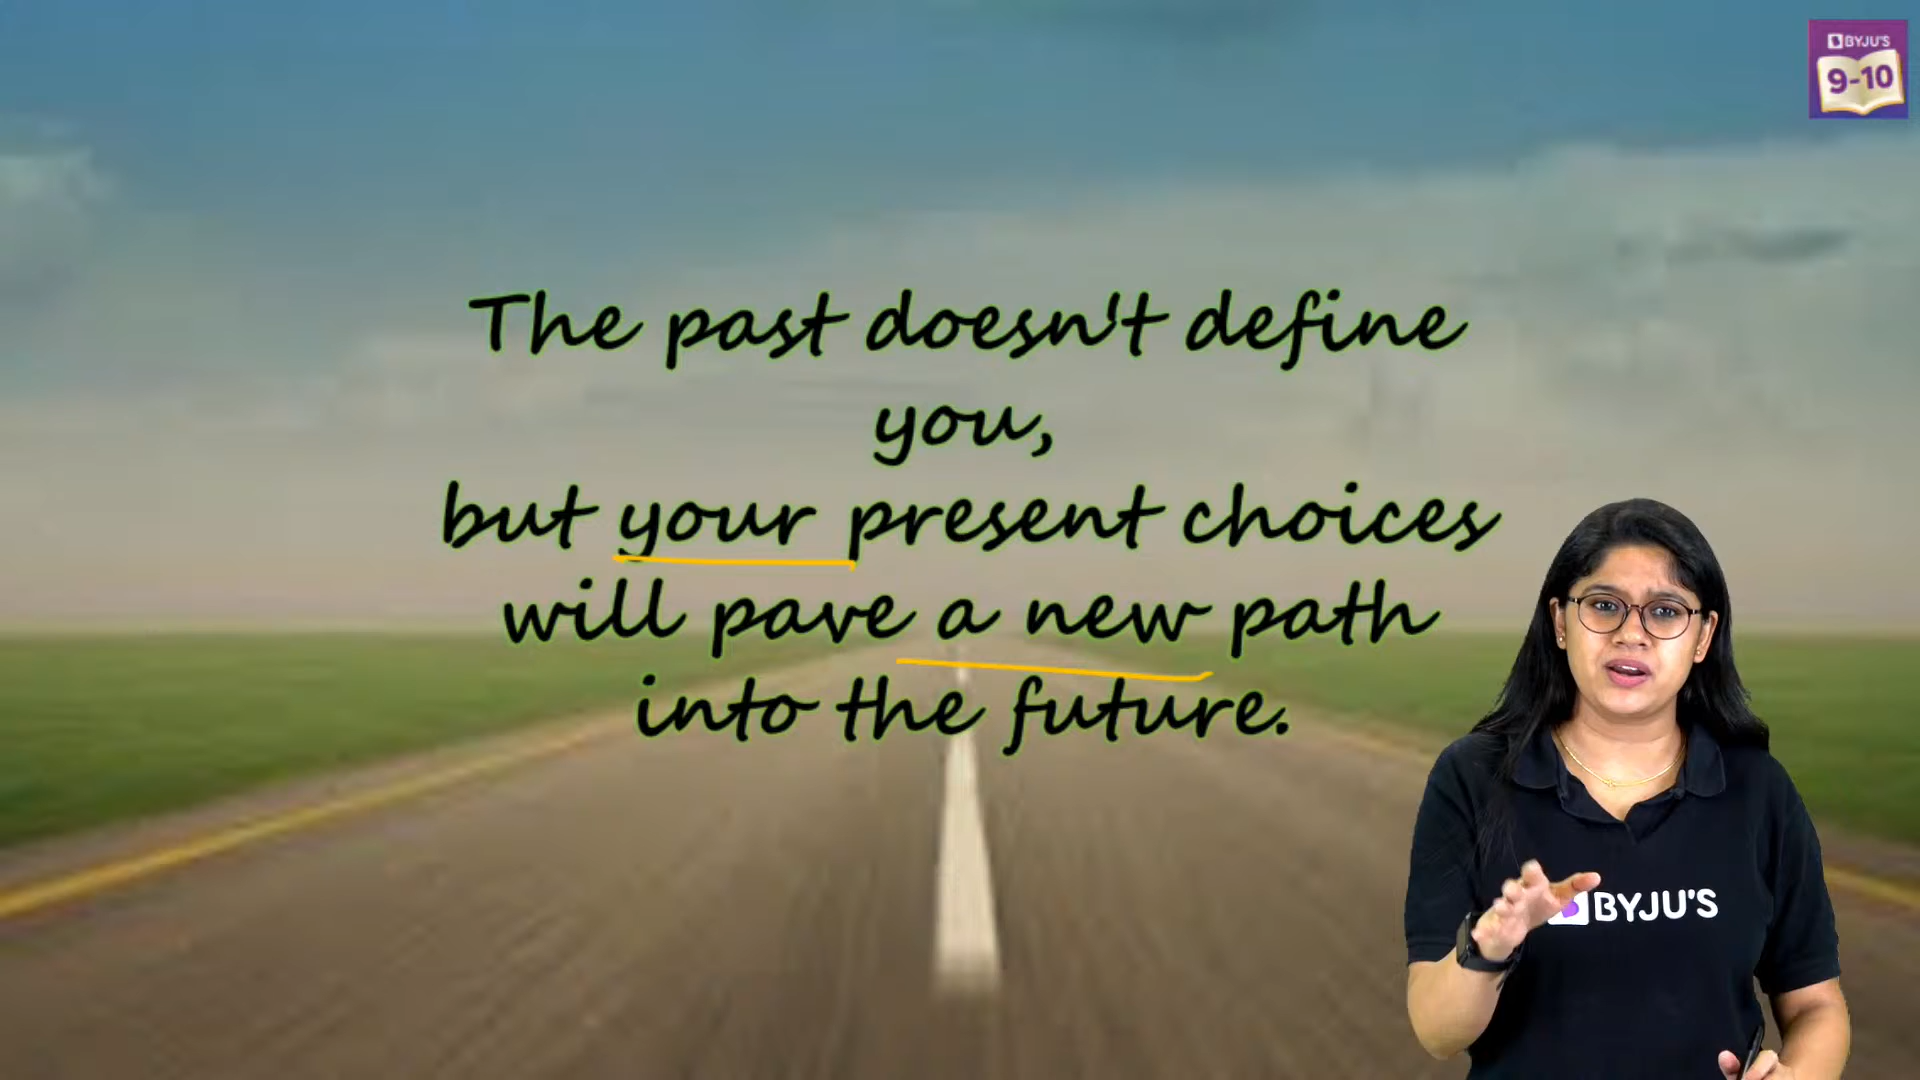 BYJU'S
9-10
The past doesn't define
you,
but your present choices
will pave a new path
into the future.
BYJU'S